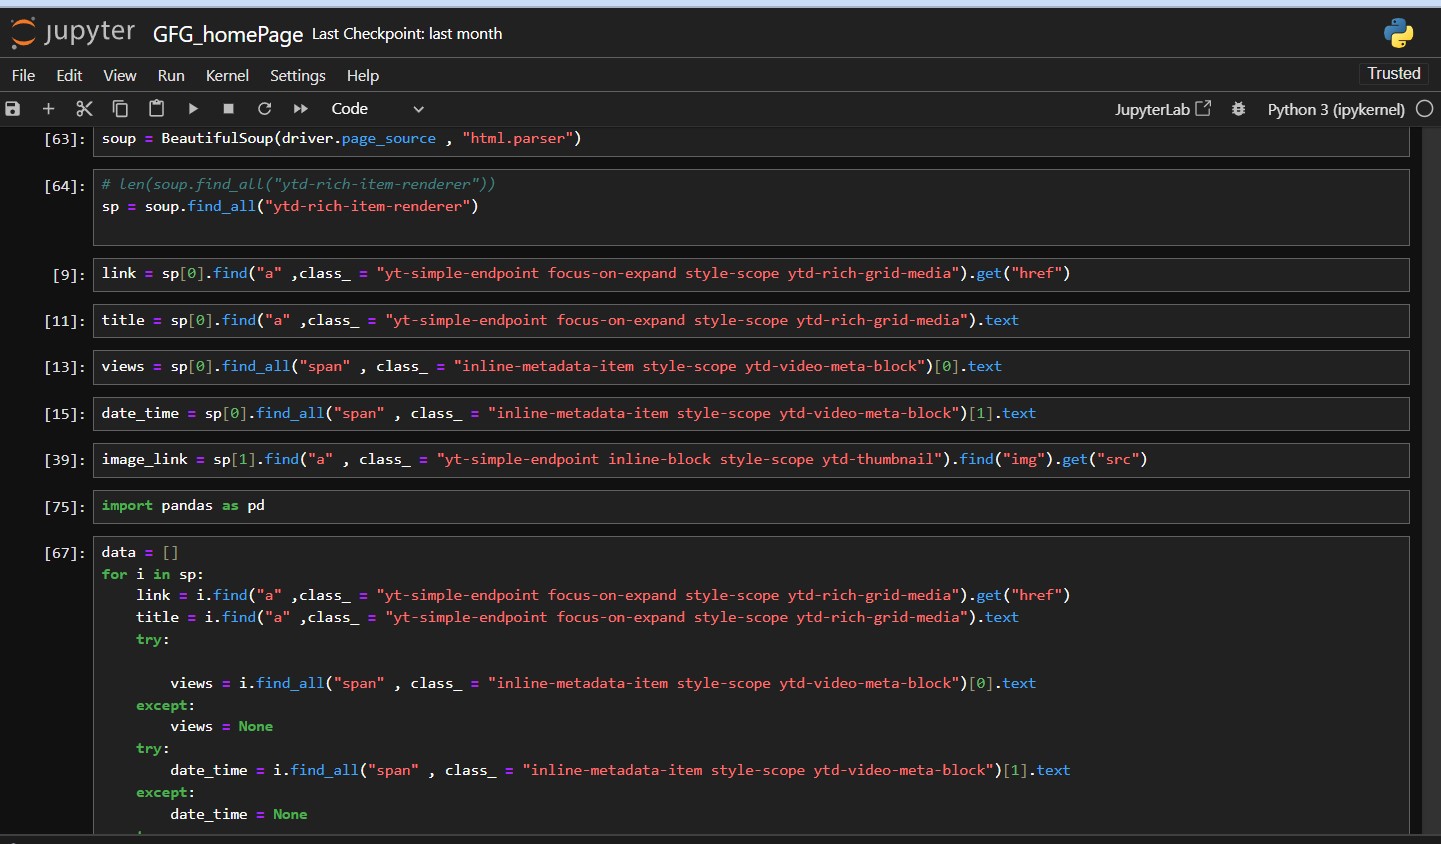 jupyter GFG_homePage Last Checkpoint: last month
File Edit View Run Kernel Settings Help Trusted
Code JupyterLab Python 3 (ipykernel)
[63]: soup = BeautifulSoup(driver.page_source , "html.parser")
[64]: # len(soup.find_all("ytd-rich-item-renderer"))
sp = soup.find_all("ytd-rich-item-renderer")
[9]: link = sp[0].find("a" ,class_ = "yt-simple-endpoint focus-on-expand style-scope ytd-rich-grid-media").get("href")
[11]: title = sp[0].find("a" ,class_ = "yt-simple-endpoint focus-on-expand style-scope ytd-rich-grid-media").text
[13]: views = sp[0].find_all("span" , class_ = "inline-metadata-item style-scope ytd-video-meta-block")[0].text
[15]: date_time = sp[0].find_all("span" , class_ = "inline-metadata-item style-scope ytd-video-meta-block")[1].text
[39]: image_link = sp[1].find("a" , class_ = "yt-simple-endpoint inline-block style-scope ytd-thumbnail").find("img").get("src")
[75]: import pandas as pd
[67]: data = []
for i in sp:
    link = i.find("a" ,class_ = "yt-simple-endpoint focus-on-expand style-scope ytd-rich-grid-media").get("href")
    title = i.find("a" ,class_ = "yt-simple-endpoint focus-on-expand style-scope ytd-rich-grid-media").text
    try:
        views = i.find_all("span" , class_ = "inline-metadata-item style-scope ytd-video-meta-block")[0].text
    except:
        views = None
    try:
        date_time = i.find_all("span" , class_ = "inline-metadata-item style-scope ytd-video-meta-block")[1].text
    except:
        date_time = None